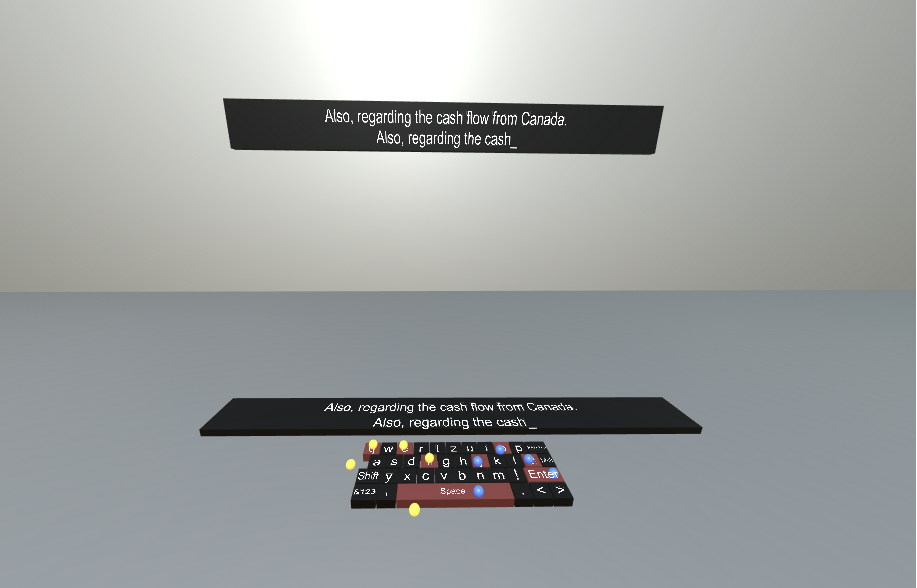 Also, regarding the cash flow from Canada.
Also, regarding the cash_
Also, regarding the cash flow from Canada.
Also, regarding the cash _
q w e r t z u i o p
a s d f g h j k l
Shift y x c v b n m ! Enter
&123 , Space . < >